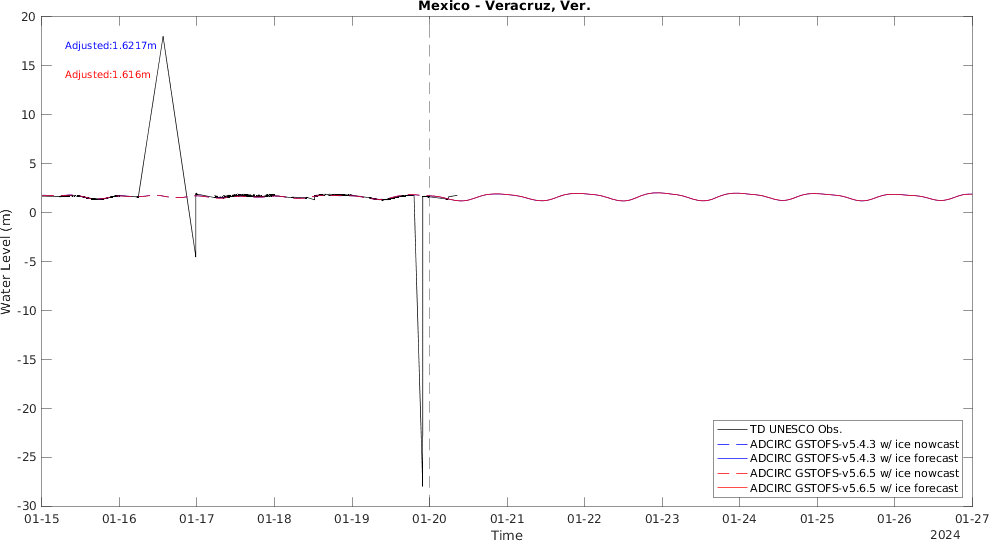 Mexico - Veracruz, Ver.
20
15
10
5
0
-5
-10
-15
-20
-25
-30
Water Level (m)
Adjusted:1.6217m
Adjusted:1.616m
TD UNESCO Obs.
ADCIRC GSTOFS-v5.4.3 w/ ice nowcast
ADCIRC GSTOFS-v5.4.3 w/ ice forecast
ADCIRC GSTOFS-v5.6.5 w/ ice nowcast
ADCIRC GSTOFS-v5.6.5 w/ ice forecast
01-15 01-16 01-17 01-18 01-19 01-20 01-21 01-22 01-23 01-24 01-25 01-26 01-27
Time
2024